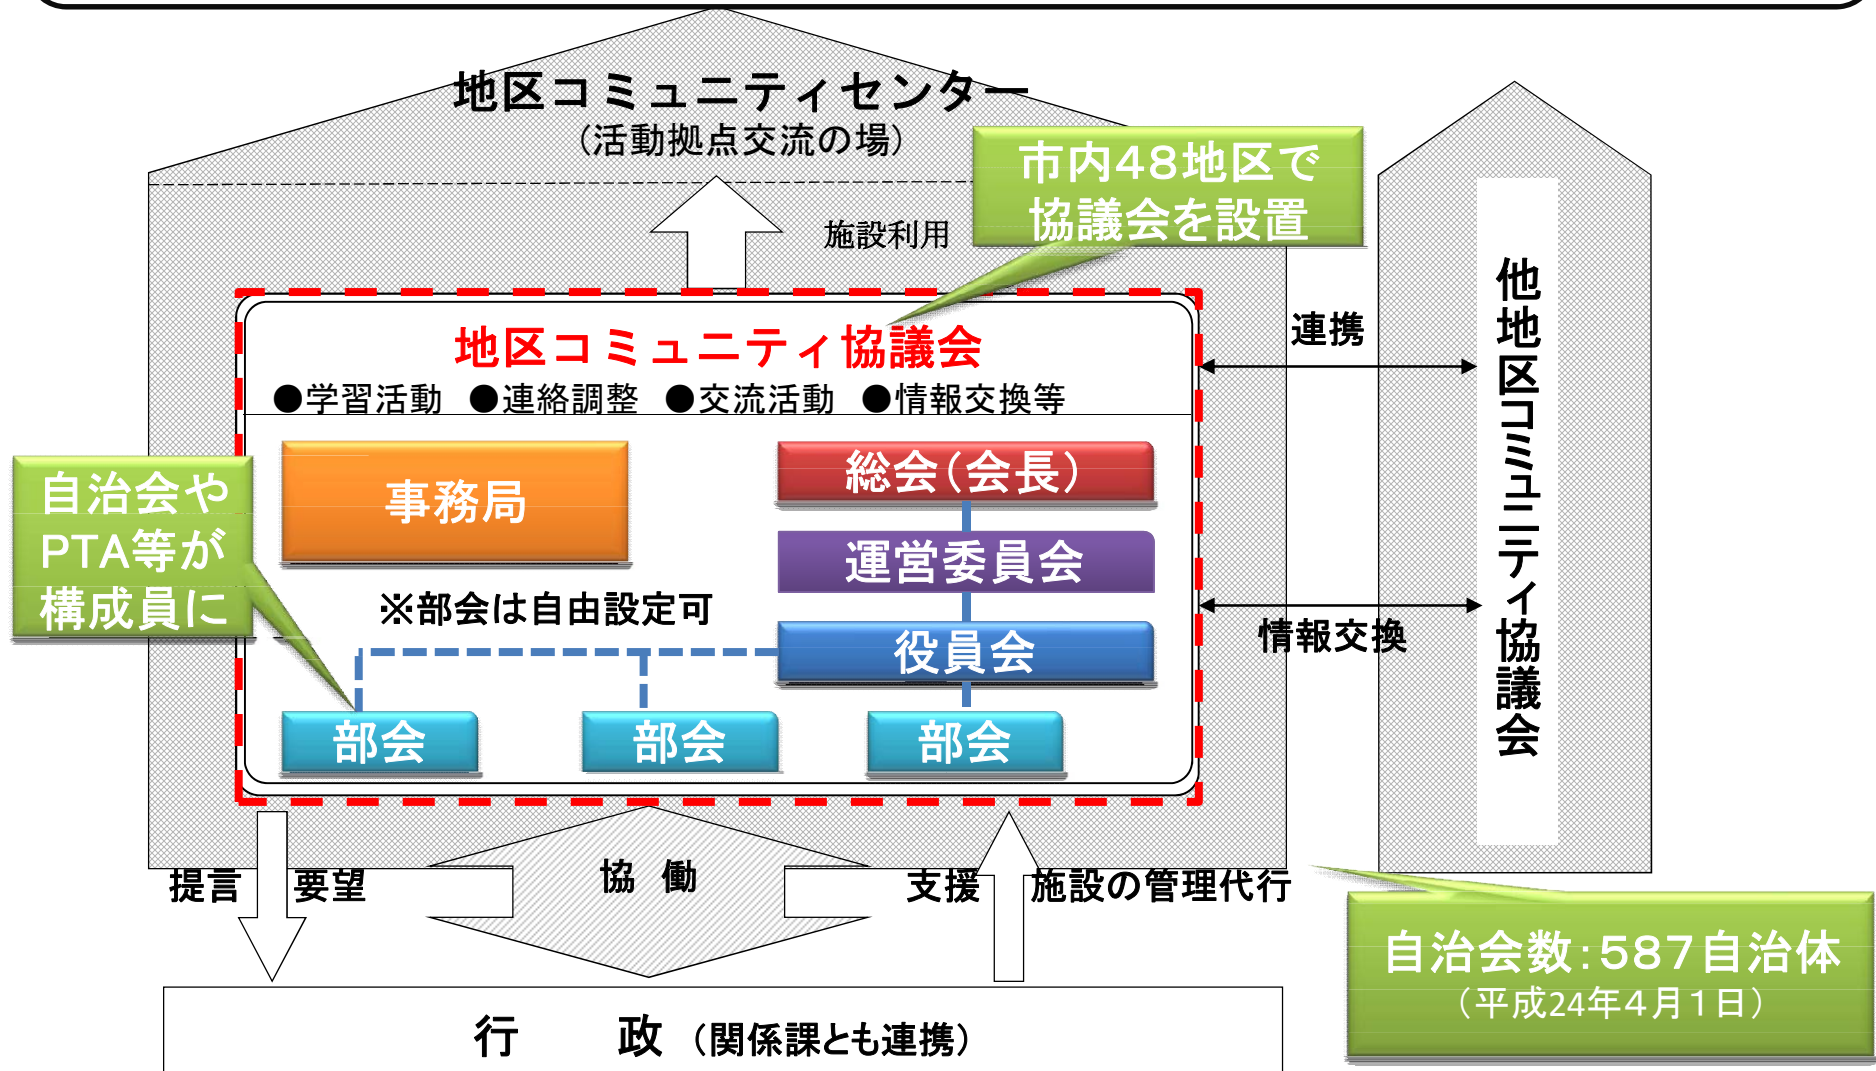 地区コミュニティセンター
(活動拠点交流の場)
市内48地区で
協議会を設置
施設利用
地区コミュニティ協議会
●学習活動 ●連絡調整 ●交流活動 ●情報交換等
連携
他地区コミュニティ協議会
自治会や
PTA等が
構成員に
事務局
総会(会長)
運営委員会
※部会は自由設定可
役員会
情報交換
部会
部会
部会
提言
要望
協 働
支援
施設の管理代行
自治会数:587自治体
(平成24年4月1日)
行 政 (関係課とも連携)